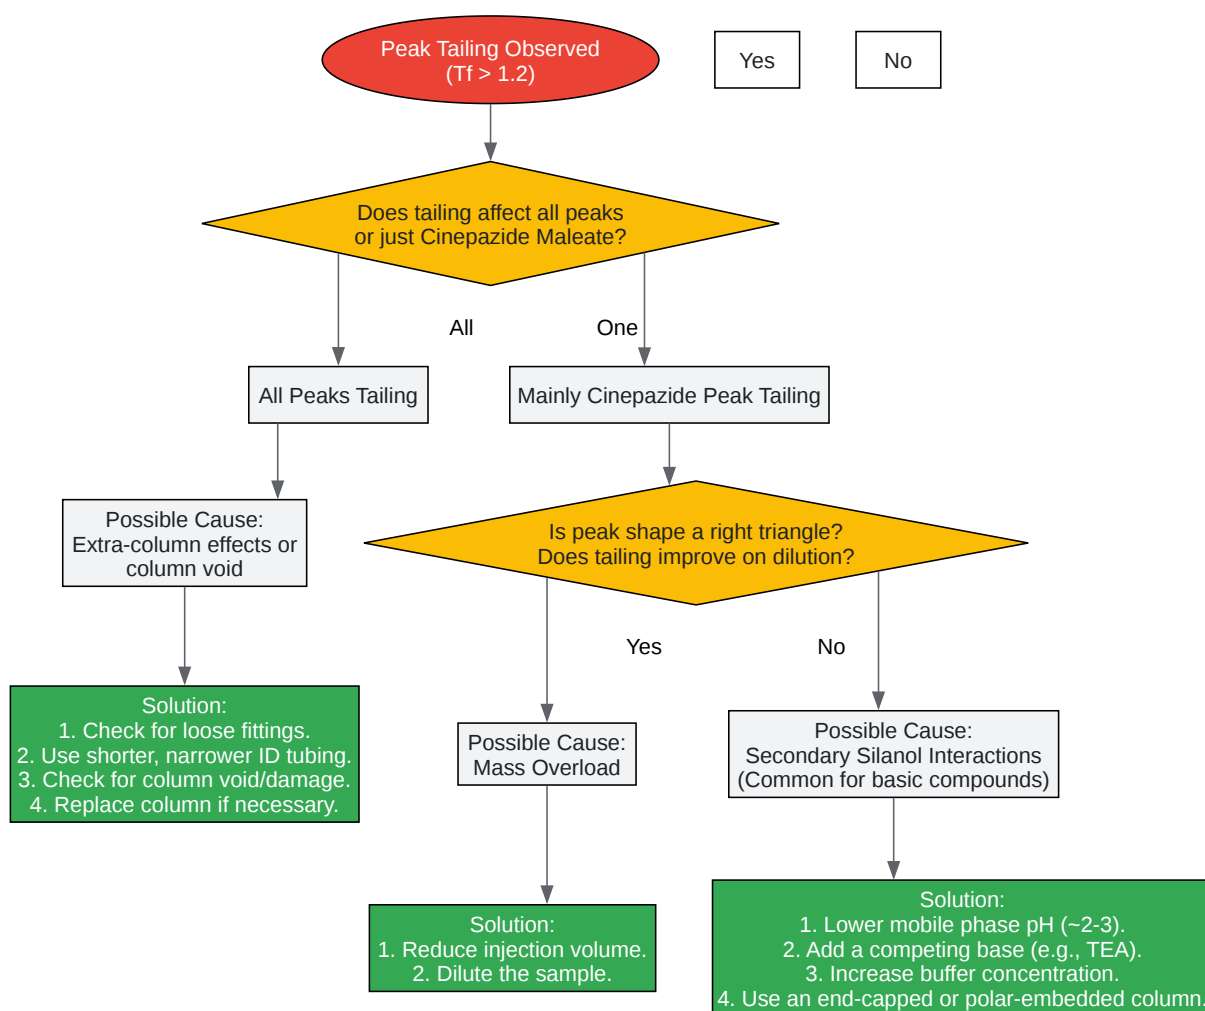 Peak Tailing Observed
(Tf > 1.2)
Yes
No
Does tailing affect all peaks
or just Cinepazide Maleate?
All
One
All Peaks Tailing
Mainly Cinepazide Peak Tailing
Possible Cause:
Extra-column effects or
column void
Is peak shape a right triangle?
Does tailing improve on dilution?
Yes
No
Solution:
1. Check for loose fittings.
2. Use shorter, narrower ID tubing.
3. Check for column void/damage.
4. Replace column if necessary.
Possible Cause:
Mass Overload
Possible Cause:
Secondary Silanol Interactions
(Common for basic compounds)
Solution:
1. Reduce injection volume.
2. Dilute the sample.
Solution:
1. Lower mobile phase pH (~2-3).
2. Add a competing base (e.g., TEA).
3. Increase buffer concentration.
4. Use an end-capped or polar-embedded column.